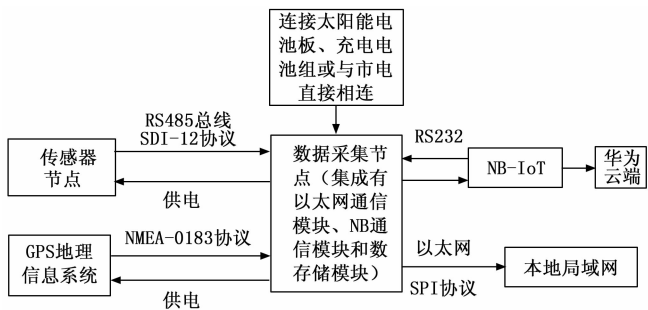 连接太阳能电
池板、充电电
池组或与市电
直接相连
RS485总线
SDI-12协议
传感器
节点
供电
GPS地理
信息系统
NMEA-0183协议
供电
数据采集节
点（集成有
以太网通信
模块、NB通
信模块和数
存储模块）
RS232
NB-IoT
华为
云端
以太网
SPI协议
本地局域网